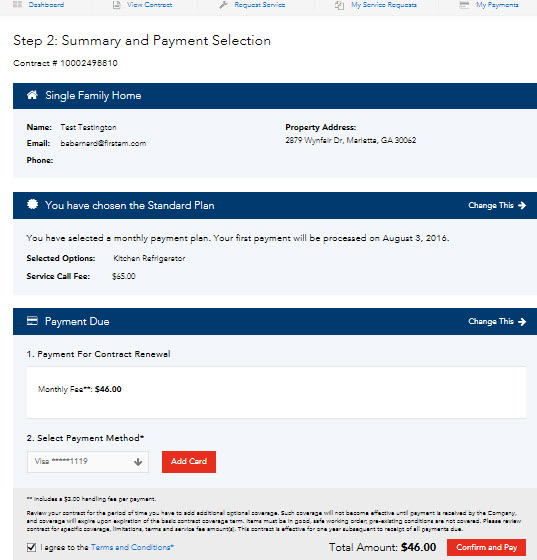 Dashboard View Contract Request Service My Service Requests My Payments
Step 2: Summary and Payment Selection
Contract # 10002498810
Single Family Home
Name: Test Testington
Email: babarnard@firstam.com
Phone:
Property Address:
2879 Wynfair Dr, Marietta, GA 30062
You have chosen the Standard Plan
Change This
You have selected a monthly payment plan. Your first payment will be processed on August 3, 2016.
Selected Options: Kitchen Refrigerator
Service Call Fee: $65.00
Payment Due
Change This
1. Payment For Contract Renewal
Monthly Fee**: $46.00
2. Select Payment Method*
Visa *****1119
Add Card
** Includes a $2.00 handling fee per payment.
Review your contract for the period of time you have to add additional optional coverage. Such coverage will not become effective until payment is received by the Company,
and coverage will expire upon expiration of the basic contract coverage term. Items must be in good, safe working order; pre-existing conditions are not covered. Please review
contract for specific coverage, limitations, terms and service fee amount(s). This contract is effective for one year subsequent to receipt of all payments due.
I agree to the Terms and Conditions*
Total Amount: $46.00
Confirm and Pay